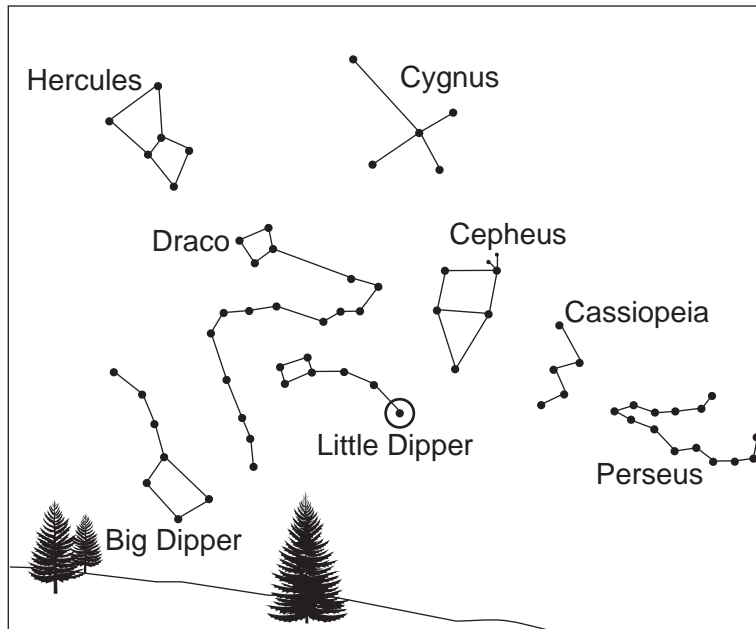 Hercules
Cygnus
Draco
Cepheus
Cassiopeia
Little Dipper
Perseus
Big Dipper